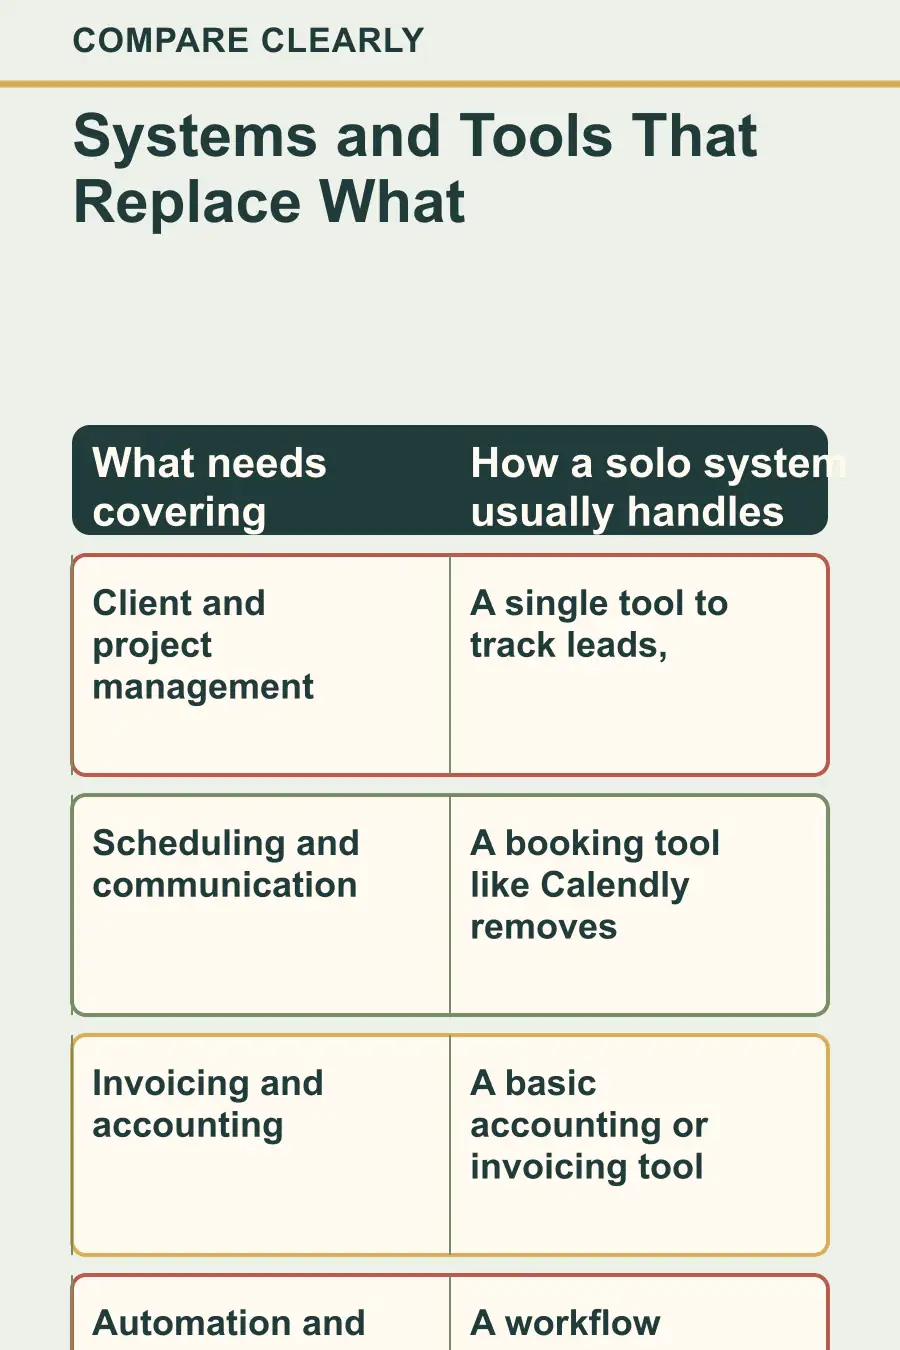 COMPARE CLEARLY
Systems and Tools That
Replace What
What needs
covering
How a solo system
usually handles
Client and
project
management
A single tool to
track leads,
Scheduling and
communication
A booking tool
like Calendly
removes
Invoicing and
accounting
A basic
accounting or
invoicing tool
Automation and
A workflow